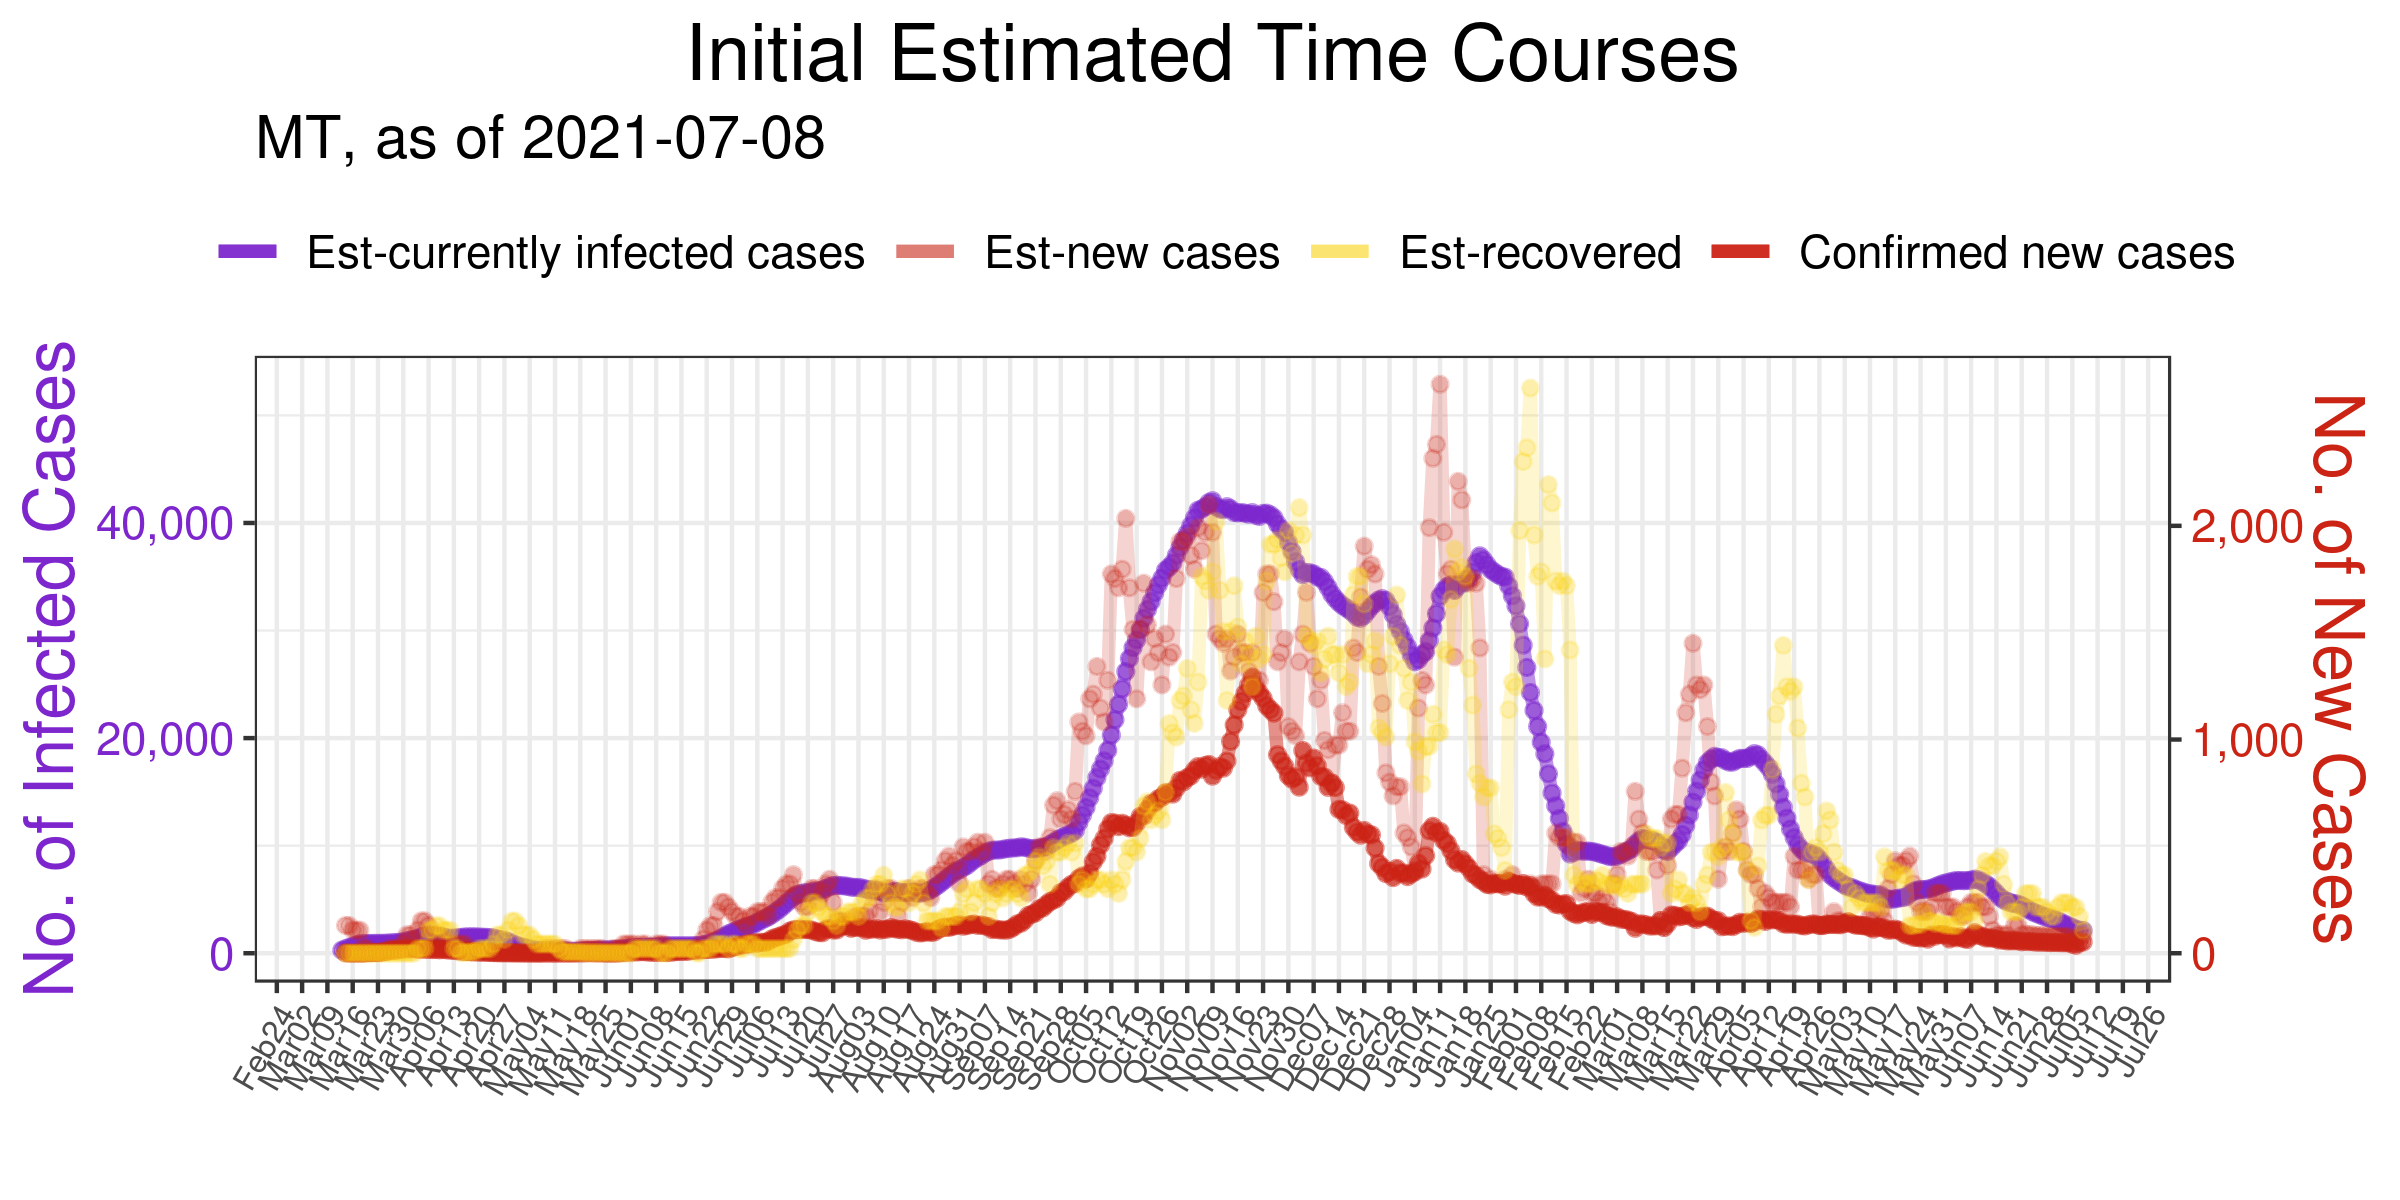 Initial Estimated Time Courses
MT, as of 2021-07-08
Est-currently infected cases
Est-new cases
Est-recovered
Confirmed new cases
No. of Infected Cases
40,000
20,000
0
2,000
1,000
0
No. of New Cases
Feb24
Mar02
Mar09
Mar16
Mar23
Mar30
Apr06
Apr13
Apr20
Apr27
May04
May11
May18
May25
Jun01
Jun08
Jun15
Jun22
Jun29
Jul06
Jul13
Jul20
Jul27
Aug03
Aug10
Aug17
Aug24
Aug31
Sep07
Sep14
Sep21
Sep28
Oct05
Oct12
Oct19
Oct26
Nov02
Nov09
Nov16
Nov23
Nov30
Dec07
Dec14
Dec21
Dec28
Jan04
Jan11
Jan18
Jan25
Feb01
Feb08
Feb15
Feb22
Mar01
Mar08
Mar15
Mar22
Mar29
Apr05
Apr12
Apr19
Apr26
May03
May10
May17
May24
May31
Jun07
Jun14
Jun21
Jun28
Jul05
Jul12
Jul19
Jul26